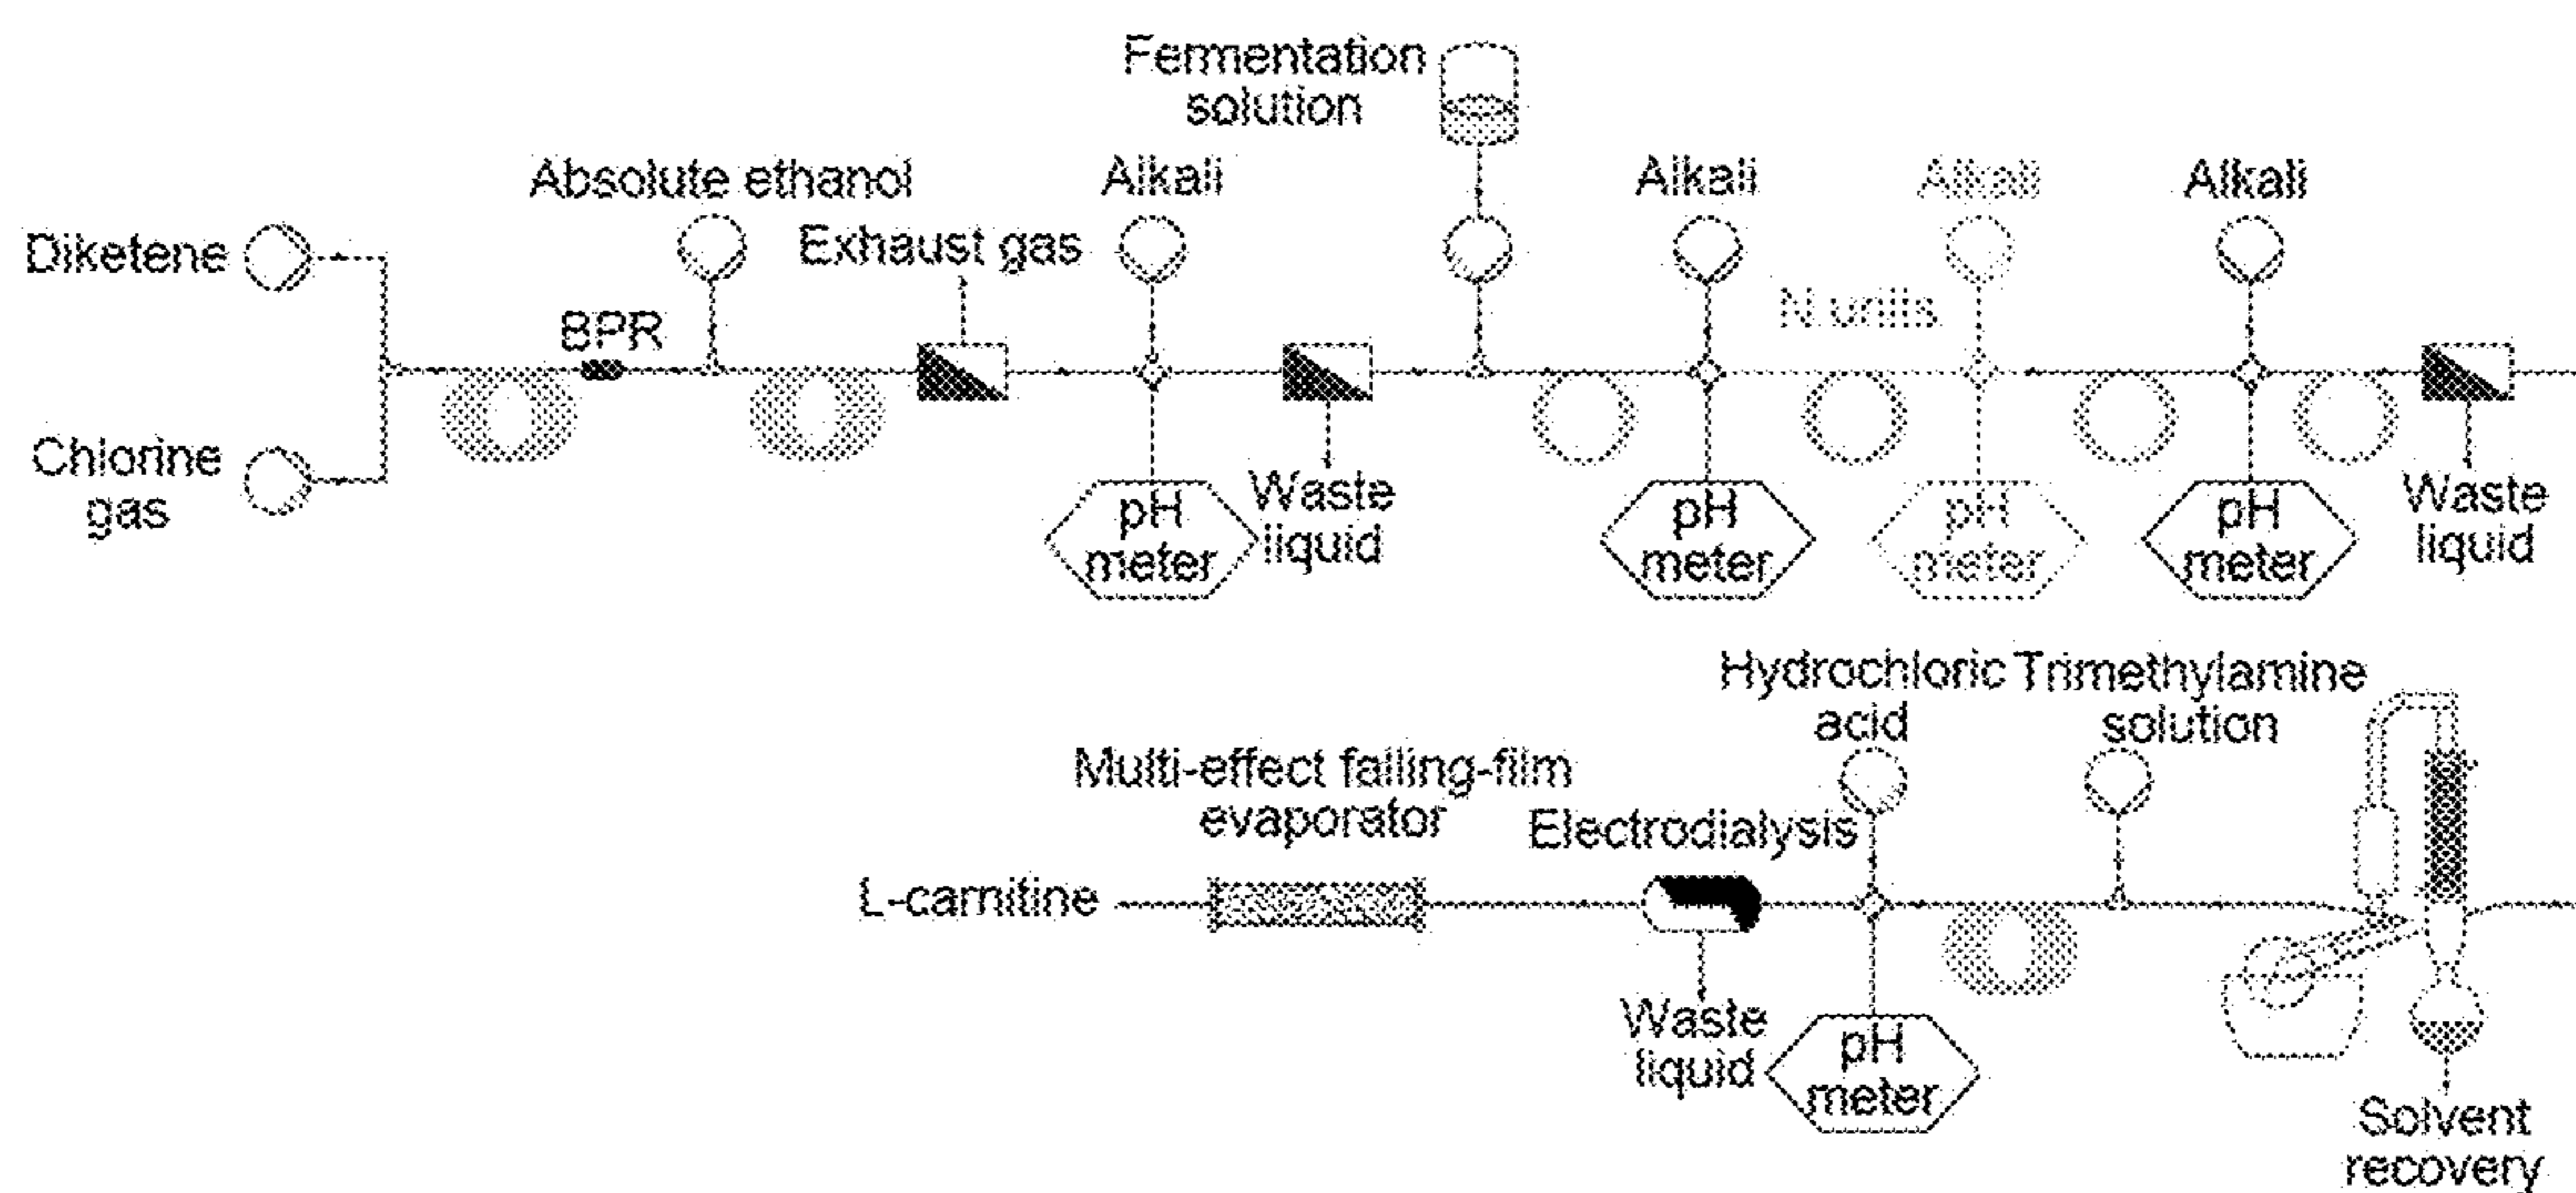 Fermentation
solution
Absolute ethanol
Alkali
Alkali
Alkali
Alkali
Diketene
Exhaust gas
BPR
N units
Chlorine
gas
pH
meter
Waste
liquid
pH
meter
pH
meter
pH
meter
Waste
liquid
Hydrochloric
acid
Trimethylamine
solution
Multi-effect falling-film
evaporator
Electrodialysis
L-carnitine
Waste
liquid
pH
meter
Solvent
recovery